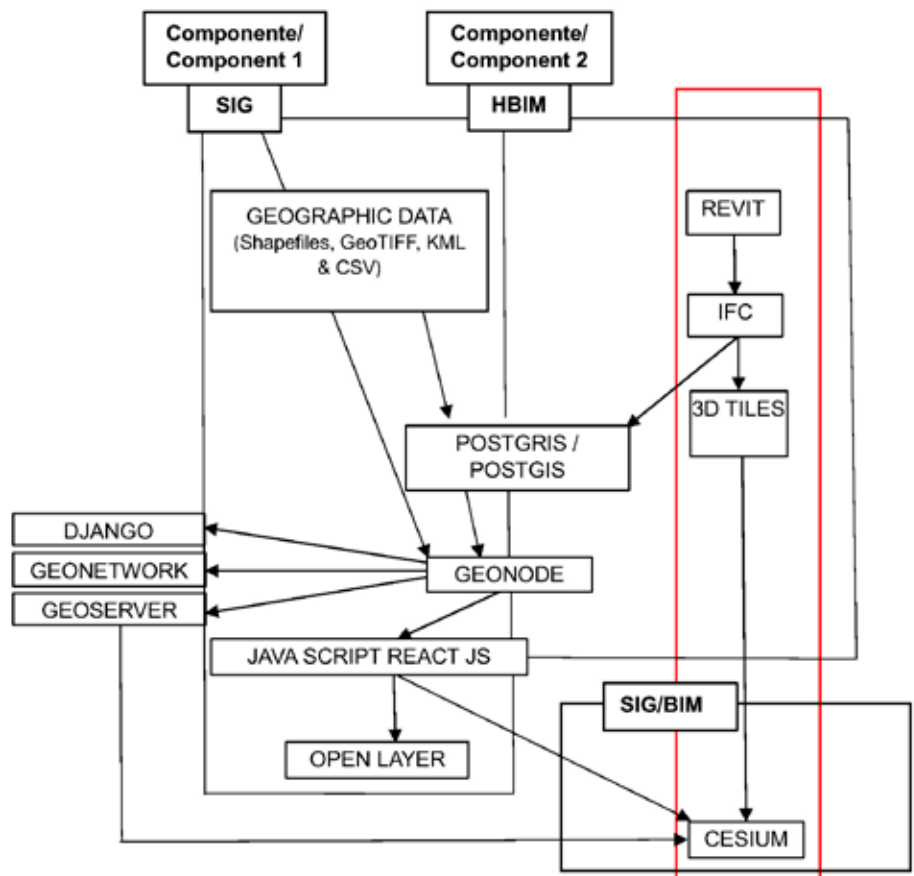 Componente/
Component 1
SIG
Componente/
Component 2
HBIM
GEOGRAPHIC DATA
(Shapefiles, GeoTIFF, KML
& CSV)
REVIT
IFC
3D TILES
POSTGRIS /
POSTGIS
DJANGO
GEONETWORK
GEOSERVER
GEONODE
JAVA SCRIPT REACT JS
OPEN LAYER
SIG/BIM
CESIUM